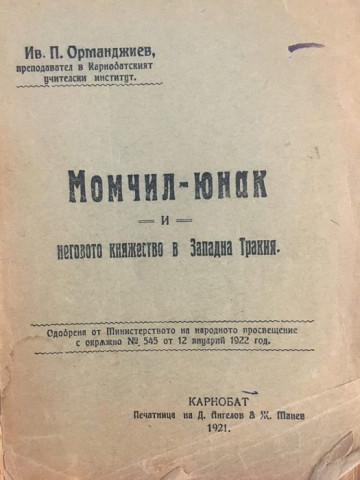 Ив. П. Орманджиев,
преподавател в Карнобатският
учителски институт.
Момчил-юнак
— и —
неговото княжество в Западна Тракия.
Одобрена от Министерството на народното просвещение
с окръжно № 545 от 12 януарий 1922 год.
КАРНОБАТ
Печатница на Д. Ангелов & Ж. Манев
1921.